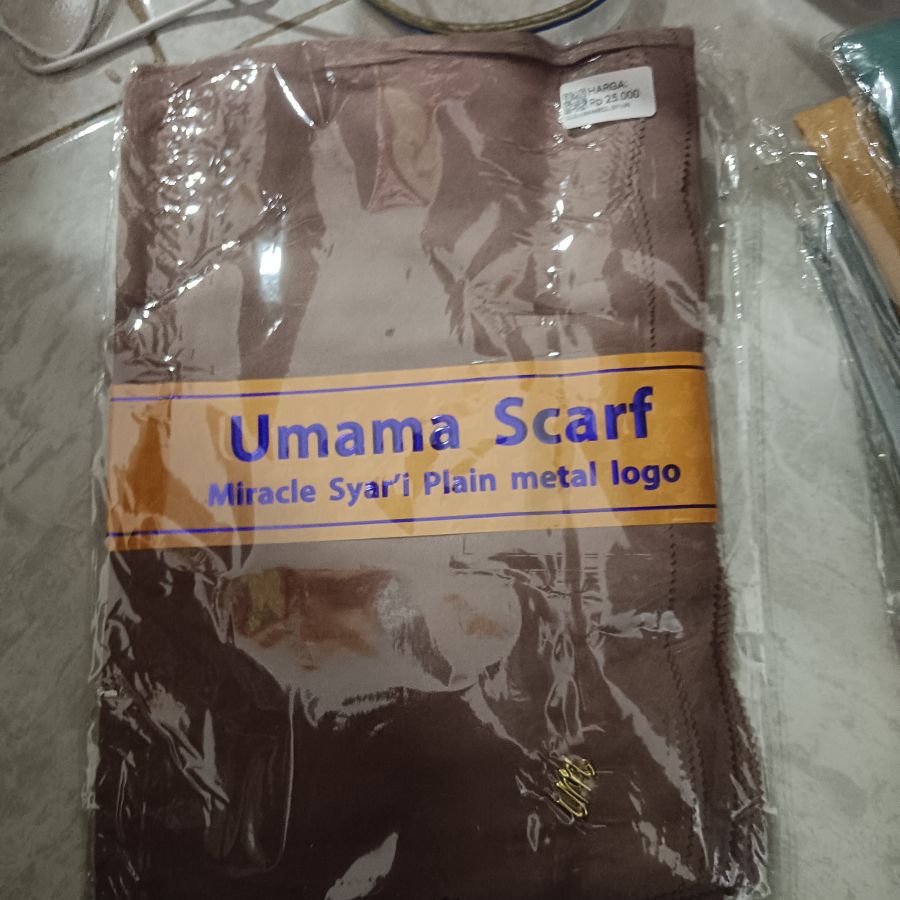 HARGA:
Rp 25.000
Umama Scarf
Miracle Syar'i Plain metal logo